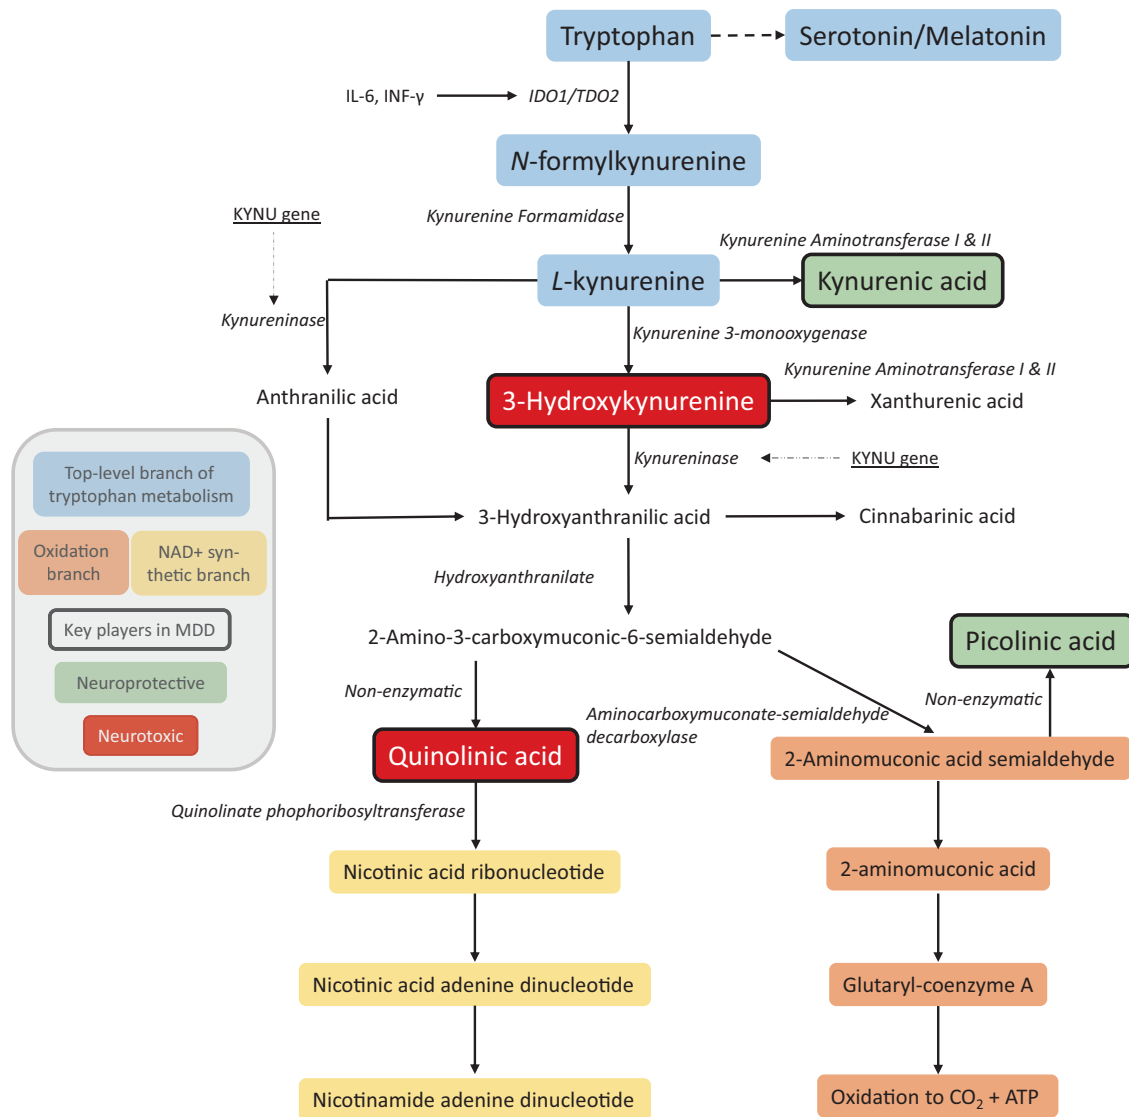 Tryptophan
Serotonin/Melatonin
IL-6, INF-γ
IDO1/TDO2
N-formylkynurenine
KYNU gene
Kynurenine Formamidase
Kynurenine Aminotransferase I & II
L-kynurenine
Kynurenic acid
Kynureninase
Kynurenine 3-monooxygenase
Kynurenine Aminotransferase I & II
Anthranilic acid
3-Hydroxykynurenine
Xanthurenic acid
Kynureninase
KYNU gene
3-Hydroxyanthranilic acid
Cinnabarinic acid
Hydroxyanthranilate
2-Amino-3-carboxymuconic-6-semialdehyde
Picolinic acid
Non-enzymatic
Non-enzymatic
Aminocarboxymuconate-semialdehyde
decarboxylase
Quinolinic acid
2-Aminomuconic acid semialdehyde
Quinolinate phophoribosyltransferase
Nicotinic acid ribonucleotide
2-aminomuconic acid
Nicotinic acid adenine dinucleotide
Glutaryl-coenzyme A
Nicotinamide adenine dinucleotide
Oxidation to CO₂ + ATP
Top-level branch of
tryptophan metabolism
Oxidation
branch
NAD+ syn-
thetic branch
Key players in MDD
Neuroprotective
Neurotoxic